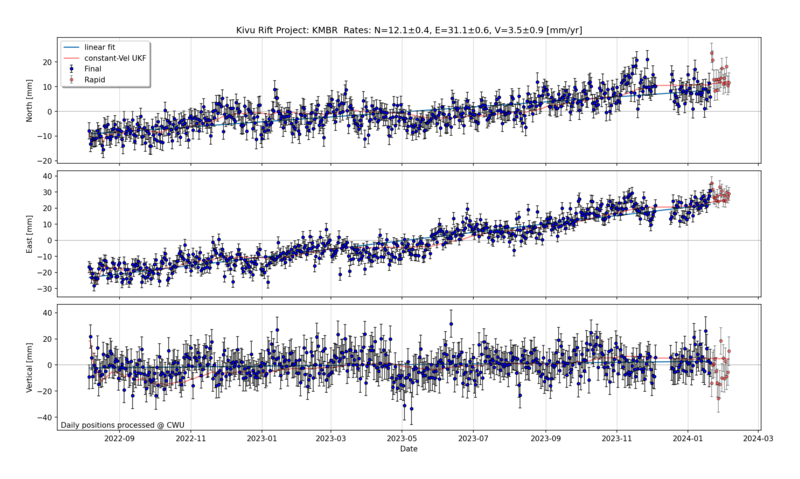 Kivu Rift Project: KMBR  Rates: N=12.1±0.4, E=31.1±0.6, V=3.5±0.9 [mm/yr]
linear fit
constant-Vel UKF
Final
Rapid
North [mm]
20
10
0
−10
−20
East [mm]
40
30
20
10
0
−10
−20
−30
Vertical [mm]
40
20
0
−20
−40
Daily positions processed @ CWU
2022-09 2022-11 2023-01 2023-03 2023-05 2023-07 2023-09 2023-11 2024-01 2024-03
Date